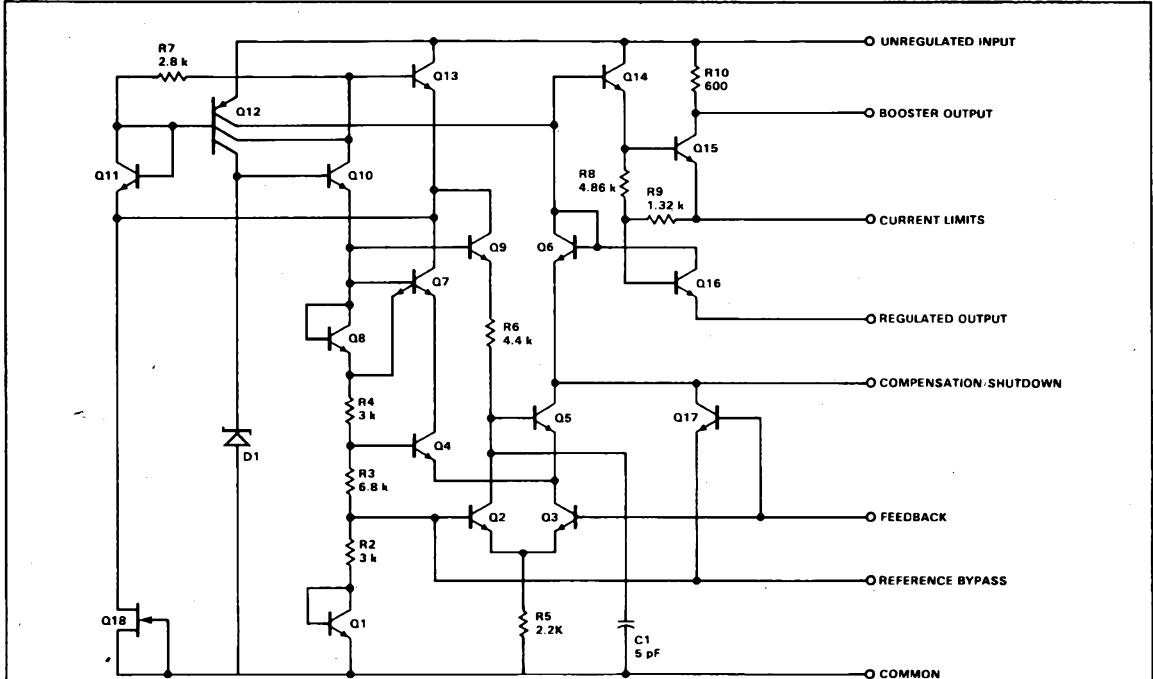 UNREGULATED INPUT
R7
2.8 k
Q13
Q14
R10
600
Q12
BOOSTER OUTPUT
Q15
Q11
Q10
R8
4.86 k
R9
1.32 k
CURRENT LIMITS
Q9
Q6
Q7
Q16
REGULATED OUTPUT
Q8
R6
4.4 k
COMPENSATION/SHUTDOWN
R4
3 k
Q5
Q17
Q4
D1
R3
6.8 k
Q2
Q3
FEEDBACK
R2
3 k
REFERENCE BYPASS
Q18
Q1
R5
2.2K
C1
5 pF
COMMON